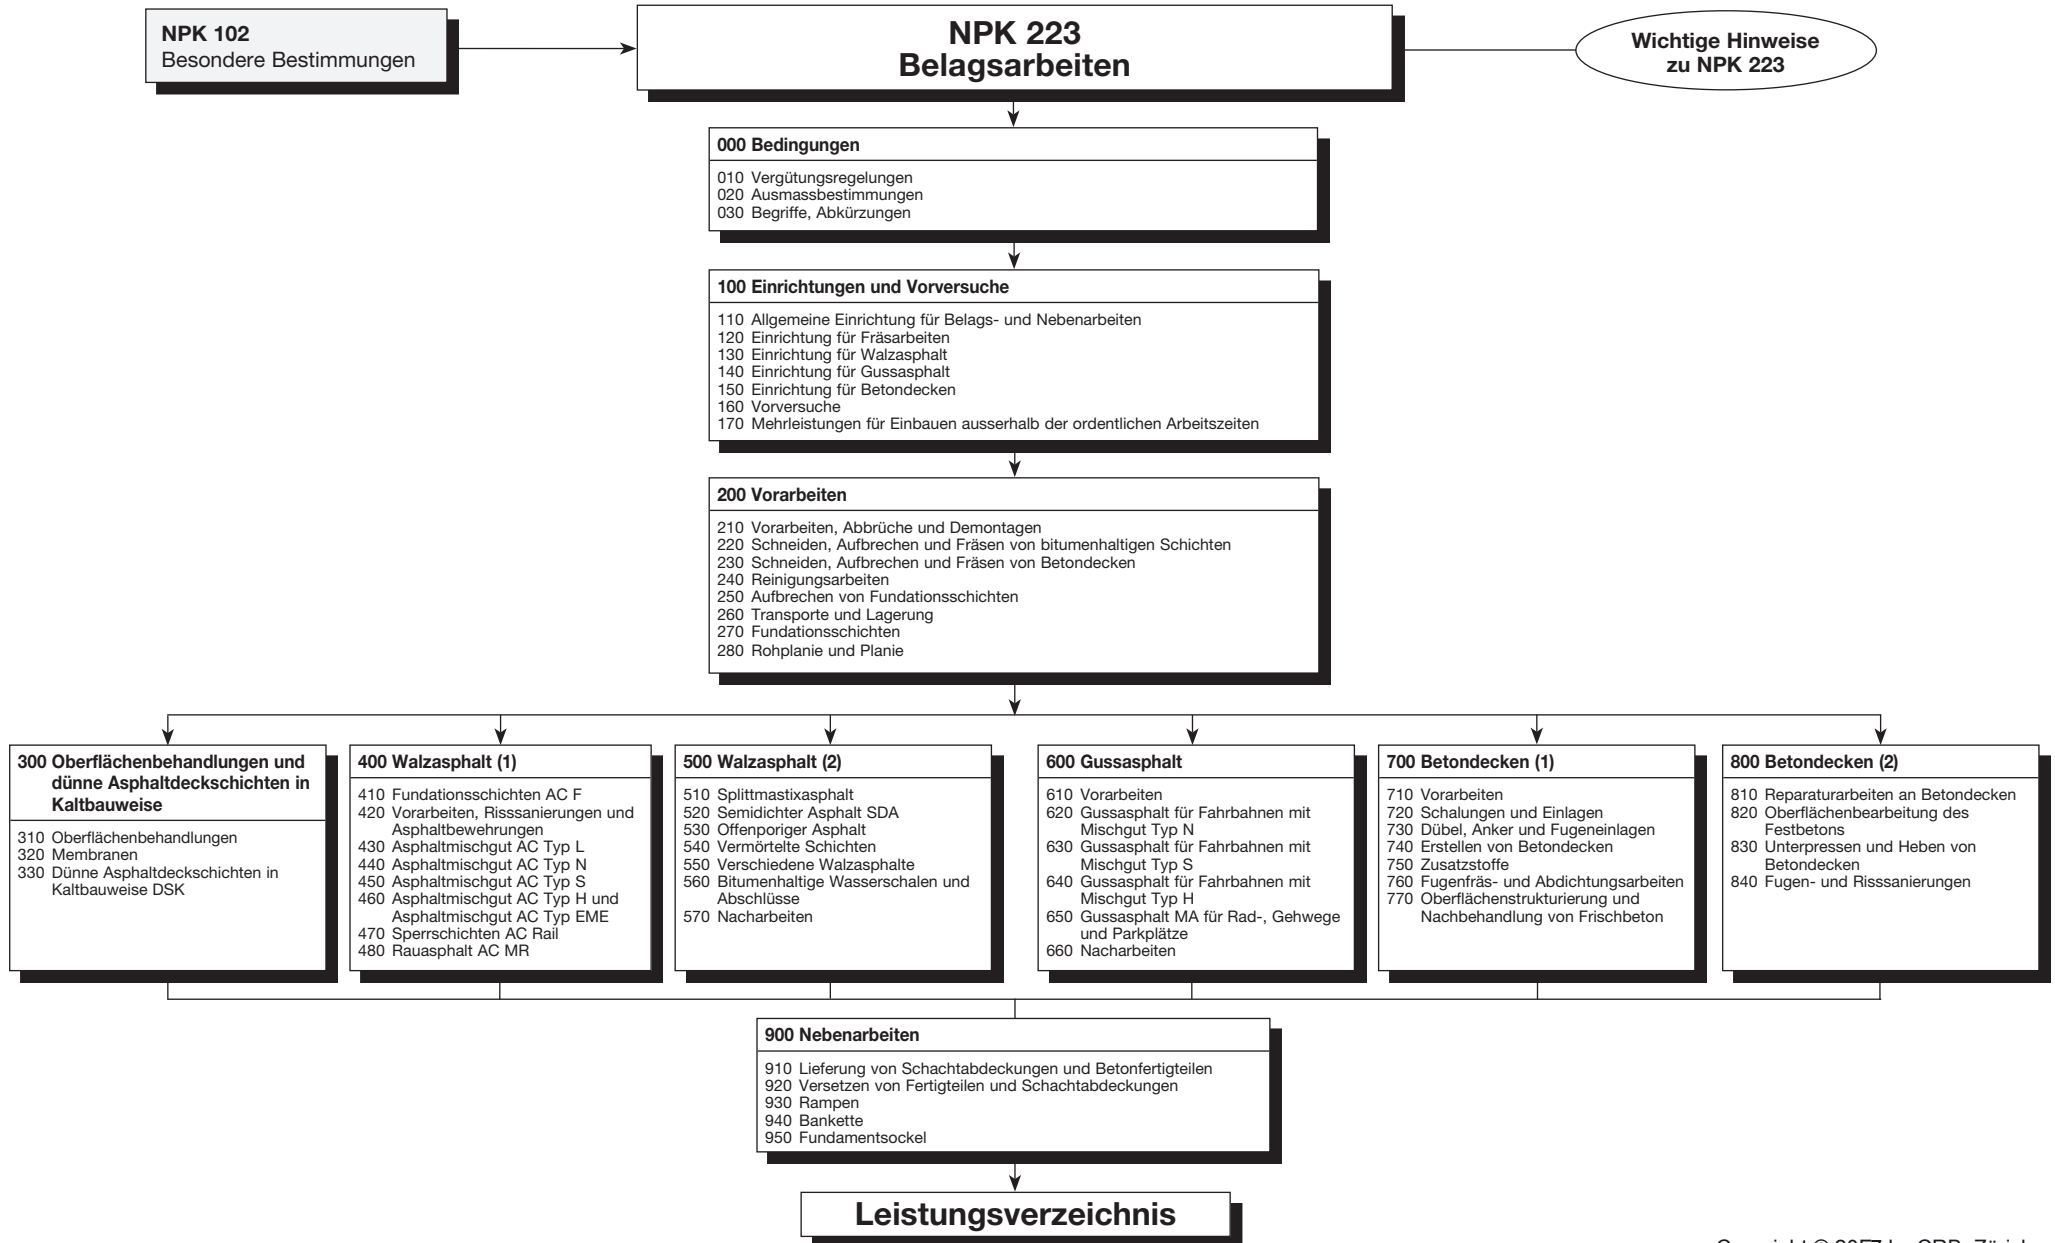 NPK 102
Besondere Bestimmungen
NPK 223
Belagsarbeiten
Wichtige Hinweise
zu NPK 223
000 Bedingungen
010 Vergütungsregelungen
020 Ausmassbestimmungen
030 Begriffe, Abkürzungen
100 Einrichtungen und Vorversuche
110 Allgemeine Einrichtung für Belags- und Nebenarbeiten
120 Einrichtung für Fräsarbeiten
130 Einrichtung für Walzasphalt
140 Einrichtung für Gussasphalt
150 Einrichtung für Betondecken
160 Vorversuche
170 Mehrleistungen für Einbauen ausserhalb der ordentlichen Arbeitszeiten
200 Vorarbeiten
210 Vorarbeiten, Abbrüche und Demontagen
220 Schneiden, Aufbrechen und Fräsen von bitumenhaltigen Schichten
230 Schneiden, Aufbrechen und Fräsen von Betondecken
240 Reinigungsarbeiten
250 Aufbrechen von Fundationsschichten
260 Transporte und Lagerung
270 Fundationsschichten
280 Rohplanie und Planie
300 Oberflächenbehandlungen und
dünne Asphaltdeckschichten in
Kaltbauweise
310 Oberflächenbehandlungen
320 Membranen
330 Dünne Asphaltdeckschichten in
Kaltbauweise DSK
400 Walzasphalt (1)
410 Fundationsschichten AC F
420 Vorarbeiten, Risssanierungen und
Asphaltbewehrungen
430 Asphaltmischgut AC Typ L
440 Asphaltmischgut AC Typ N
450 Asphaltmischgut AC Typ S
460 Asphaltmischgut AC Typ H und
Asphaltmischgut AC Typ EME
470 Sperrschichten AC Rail
480 Rauasphalt AC MR
500 Walzasphalt (2)
510 Splittmastixasphalt
520 Semidichter Asphalt SDA
530 Offenporiger Asphalt
540 Vermörtelte Schichten
550 Verschiedene Walzasphalte
560 Bitumenhaltige Wasserschalen und
Abschlüsse
570 Nacharbeiten
600 Gussasphalt
610 Vorarbeiten
620 Gussasphalt für Fahrbahnen mit
Mischgut Typ N
630 Gussasphalt für Fahrbahnen mit
Mischgut Typ S
640 Gussasphalt für Fahrbahnen mit
Mischgut Typ H
650 Gussasphalt MA für Rad-, Gehwege
und Parkplätze
660 Nacharbeiten
700 Betondecken (1)
710 Vorarbeiten
720 Schalungen und Einlagen
730 Dübel, Anker und Fugeneinlagen
740 Erstellen von Betondecken
750 Zusatzstoffe
760 Fugenfräs- und Abdichtungsarbeiten
770 Oberflächenstrukturierung und
Nachbehandlung von Frischbeton
800 Betondecken (2)
810 Reparaturarbeiten an Betondecken
820 Oberflächenbearbeitung des
Festbetons
830 Unterpressen und Heben von
Betondecken
840 Fugen- und Risssanierungen
900 Nebenarbeiten
910 Lieferung von Schachtabdeckungen und Betonfertigteilen
920 Versetzen von Fertigteilen und Schachtabdeckungen
930 Rampen
940 Bankette
950 Fundamentsockel
Leistungsverzeichnis